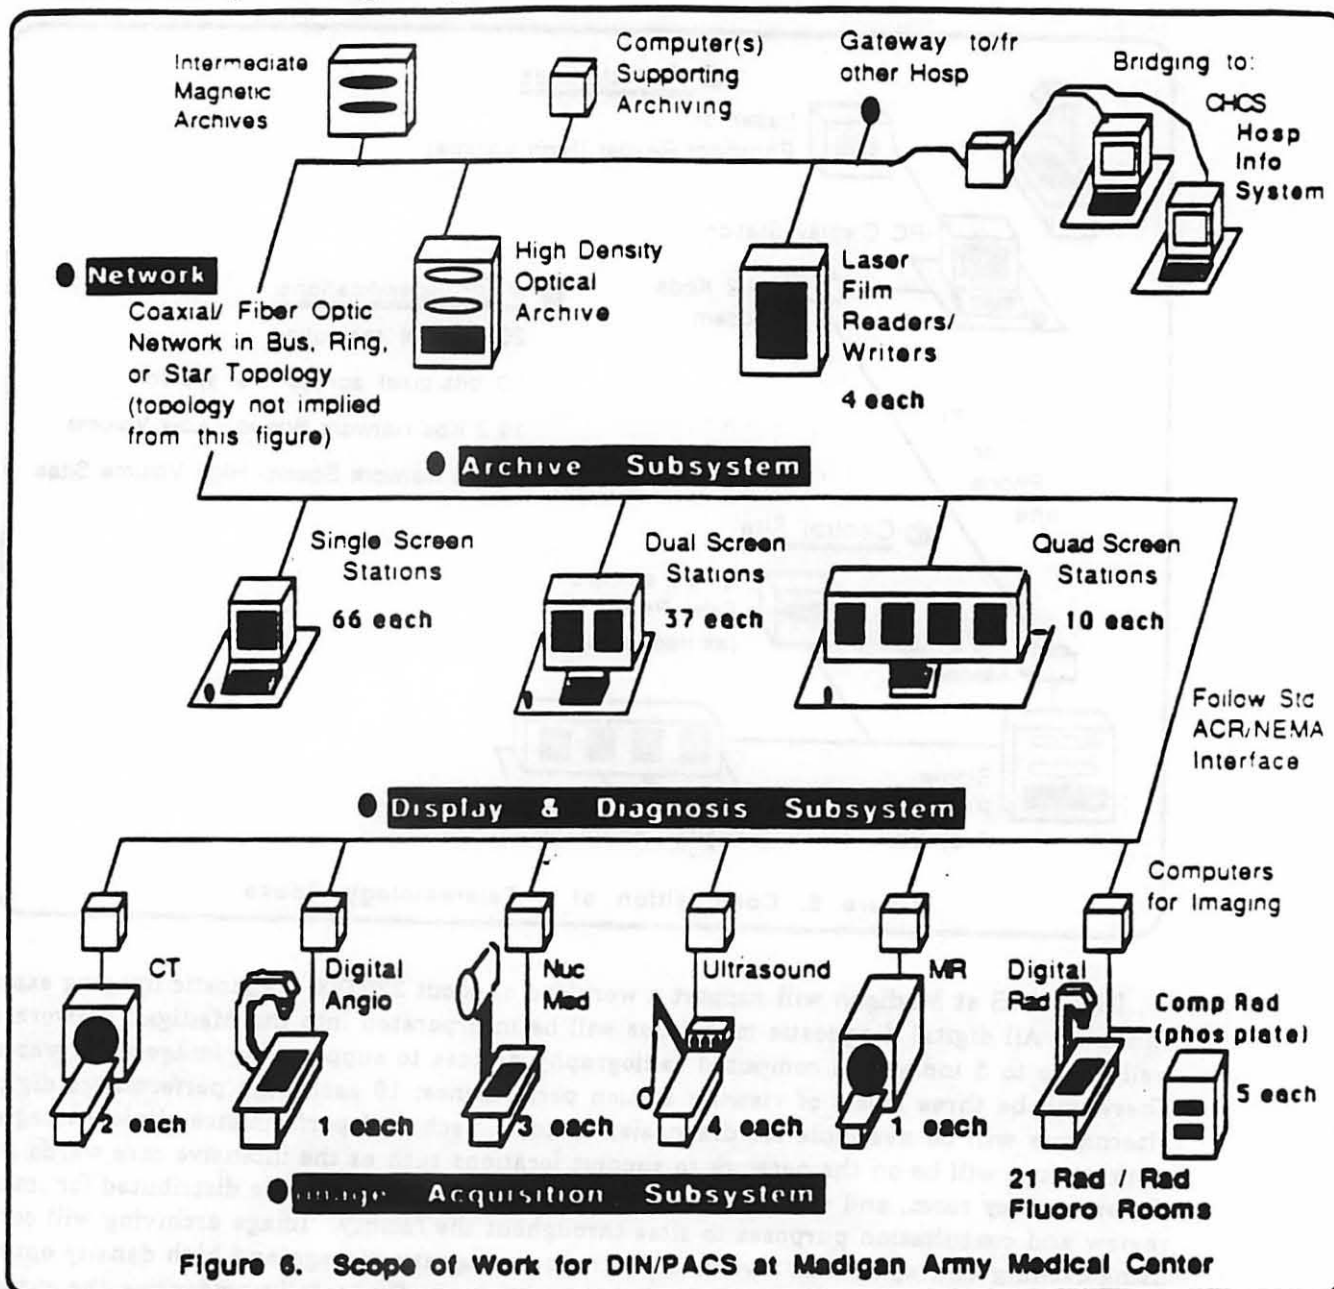 Intermediate
Magnetic
Archives
Computer(s)
Supporting
Archiving
Gateway to/fr
other Hosp
Bridging to:
CHCS
Hosp
Info
System
Network
Coaxial/ Fiber Optic
Network in Bus, Ring,
or Star Topology
(topology not implied
from this figure)
High Density
Optical
Archive
Laser
Film
Readers/
Writers
4 each
Archive Subsystem
Single Screen
Stations
66 each
Dual Screen
Stations
37 each
Quad Screen
Stations
10 each
Follow Std
ACR/NEMA
Interface
Display & Diagnosis Subsystem
Computers
for Imaging
CT
2 each
Digital
Angio
1 each
Nuc
Med
3 each
Ultrasound
4 each
MR
1 each
Digital
Rad
Comp Rad
(phos plate)
5 each
21 Rad / Rad
Fluoro Rooms
Image Acquisition Subsystem
Figure 6. Scope of Work for DIN/PACS at Madigan Army Medical Center